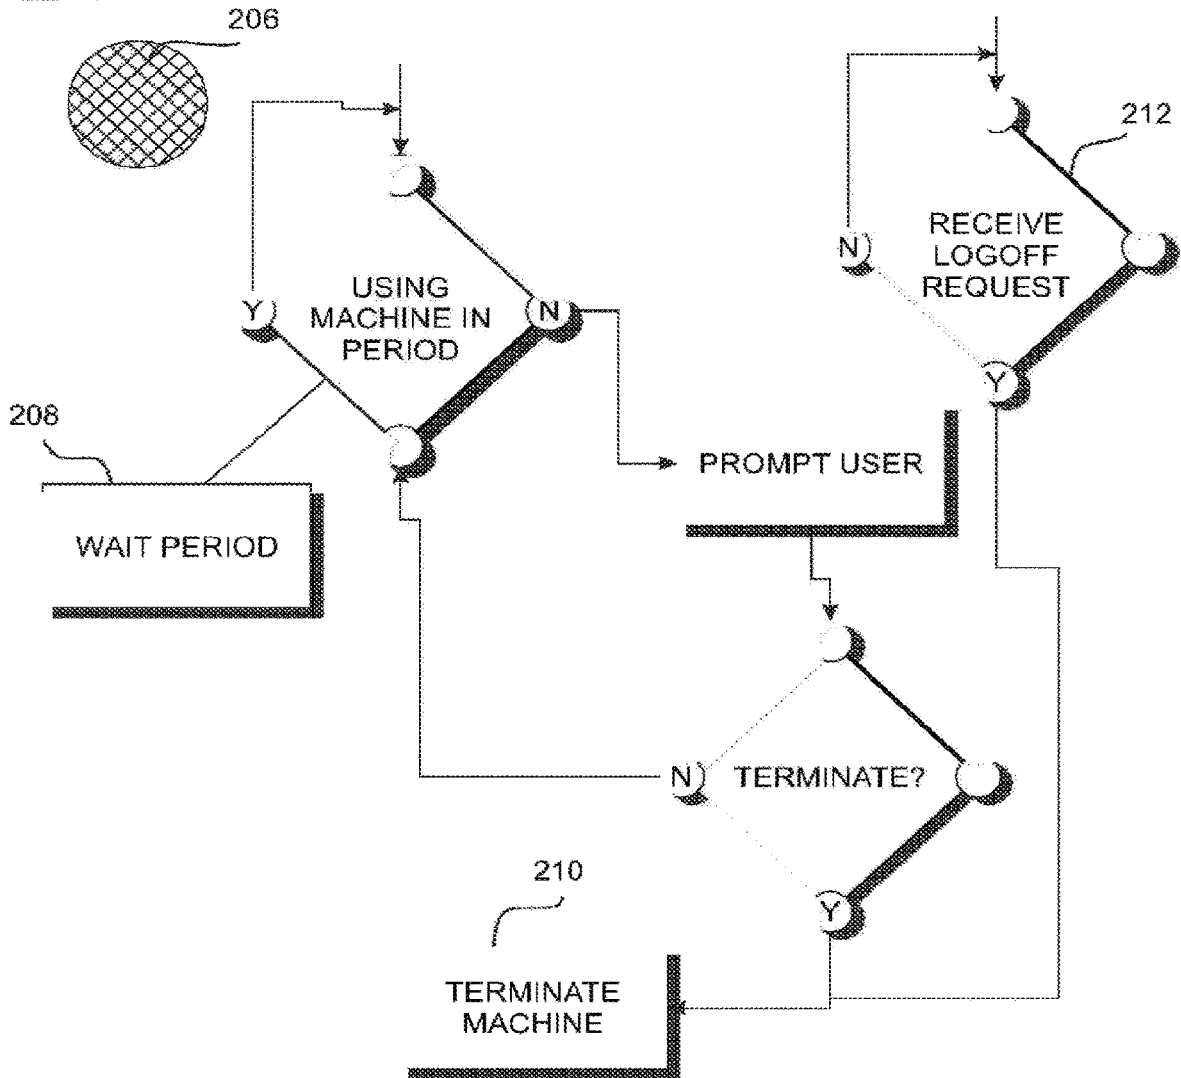 206
212
RECEIVE
LOGOFF
REQUEST
N
Y
USING
MACHINE IN
PERIOD
Y
N
208
WAIT PERIOD
PROMPT USER
TERMINATE?
N
Y
210
TERMINATE
MACHINE